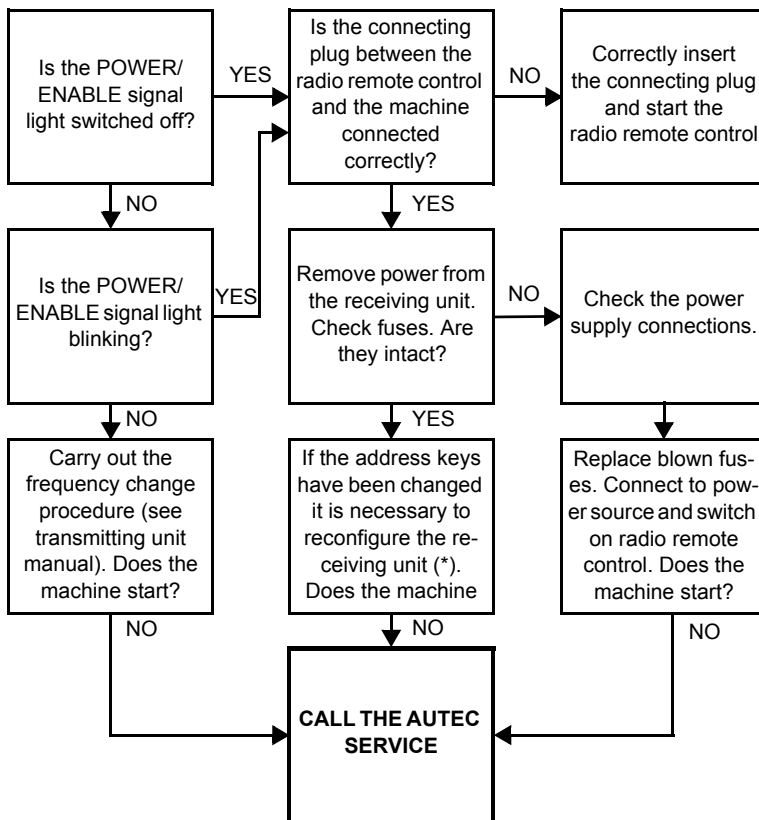 Is the POWER/
ENABLE signal
light switched off?
YES
Is the connecting
plug between the
radio remote control
and the machine
connected
correctly?
NO
Correctly insert
the connecting plug
and start the
radio remote control
NO
YES
Is the POWER/
ENABLE signal light
blinking?
YES
Remove power from
the receiving unit.
Check fuses. Are
they intact?
NO
Check the power
supply connections.
NO
YES
Carry out the
frequency change
procedure (see
transmitting unit
manual). Does the
machine start?
If the address keys
have been changed
it is necessary to
reconfigure the re-
ceiving unit (*).
Does the machine
Replace blown fus-
es. Connect to pow-
er source and switch
on radio remote
control. Does the
machine start?
NO
NO
NO
CALL THE AUTEC
SERVICE